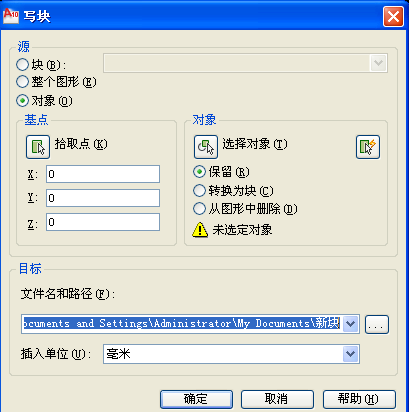 写块
源
块(B):
整个图形(E)
对象(O)
基点
拾取点(K)
X: 0
Y: 0
Z: 0
对象
选择对象(T)
保留(R)
转换为块(C)
从图形中删除(D)
未选定对象
目标
文件名和路径(F):
ocuments and Settings\Administrator\My Documents\新块
...
插入单位(U): 毫米
确定 取消 帮助(H)